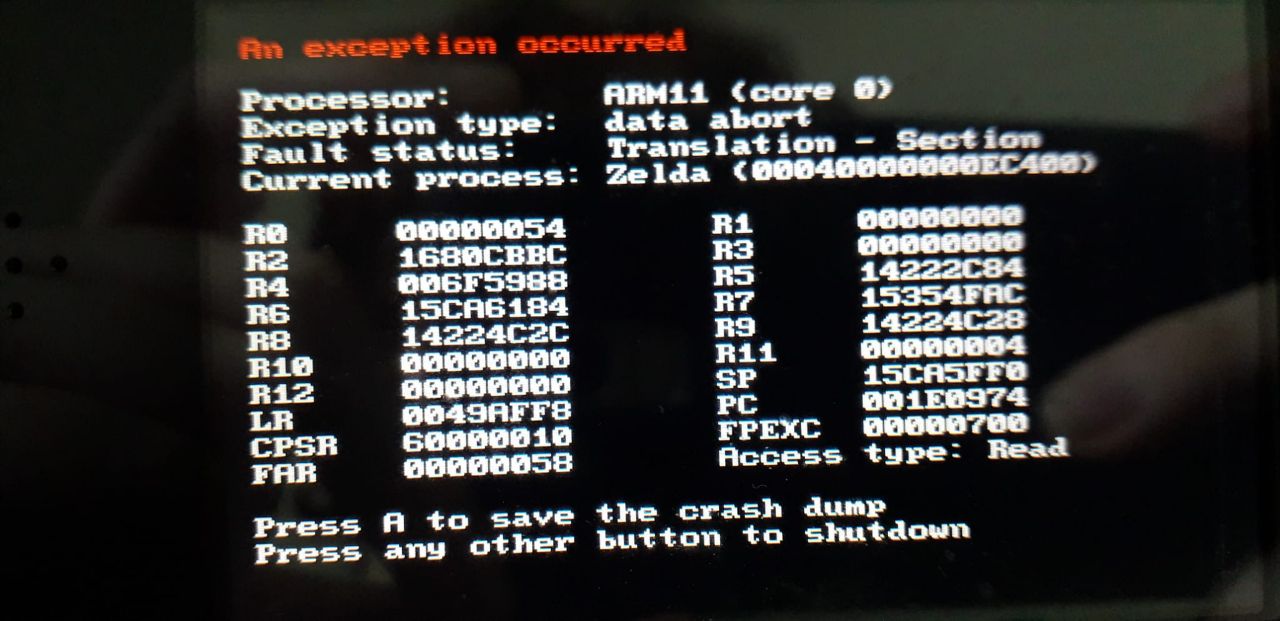 An exception occurred
Processor: ARM11 (core 0)
Exception type: data abort
Fault status: Translation - Section
Current process: Zelda (00040000000EC400)
R0 00000054 R1 00000000
R2 1680CBBC R3 00000000
R4 006F5988 R5 14222C84
R6 15CA6184 R7 15354FAC
R8 14224C2C R9 14224C28
R10 00000000 R11 00000004
R12 00000000 SP 15CA5FF0
LR 0049AFF8 PC 001E0974
CPSR 60000010 FPEXC 00000700
FAR 00000058 Access type: Read
Press A to save the crash dump
Press any other button to shutdown